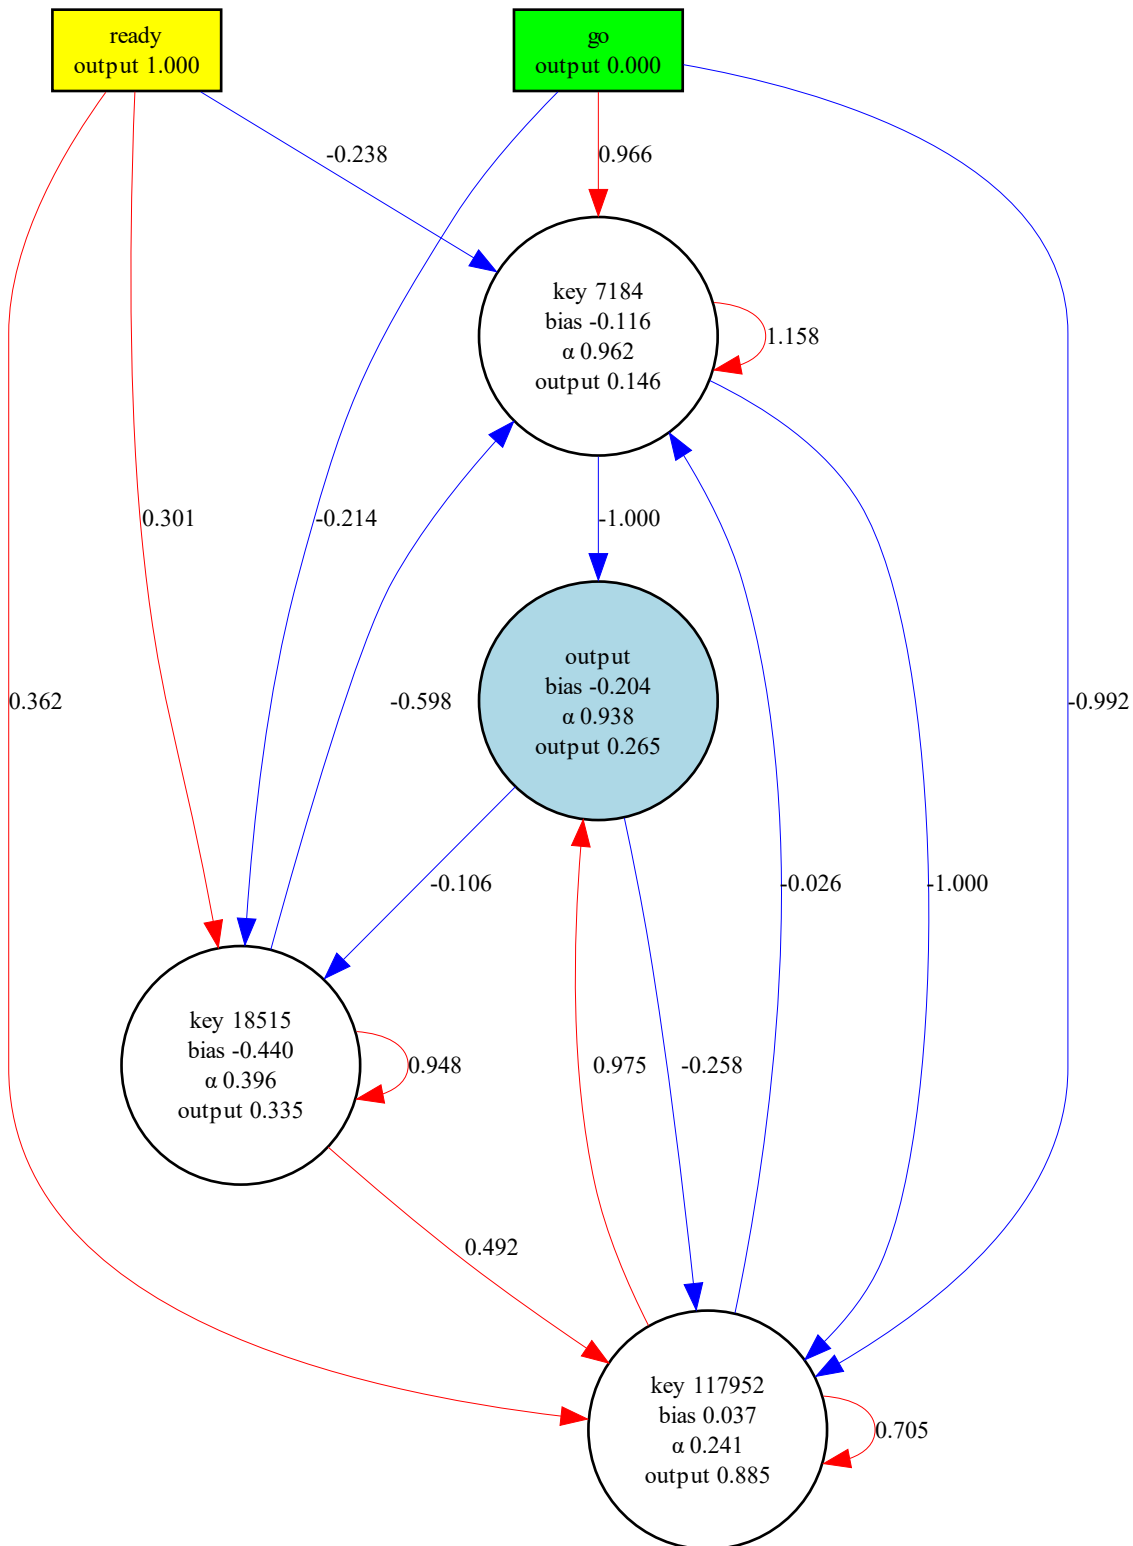 ready
output 1.000
go
output 0.000
-0.238
0.966
key 7184
bias -0.116
α 0.962
output 0.146
1.158
0.301
-0.214
-1.000
output
bias -0.204
α 0.938
output 0.265
0.362
-0.598
-0.992
-0.106
-0.026
-1.000
key 18515
bias -0.440
α 0.396
output 0.335
0.948
0.975
-0.258
0.492
key 117952
bias 0.037
α 0.241
output 0.885
0.705